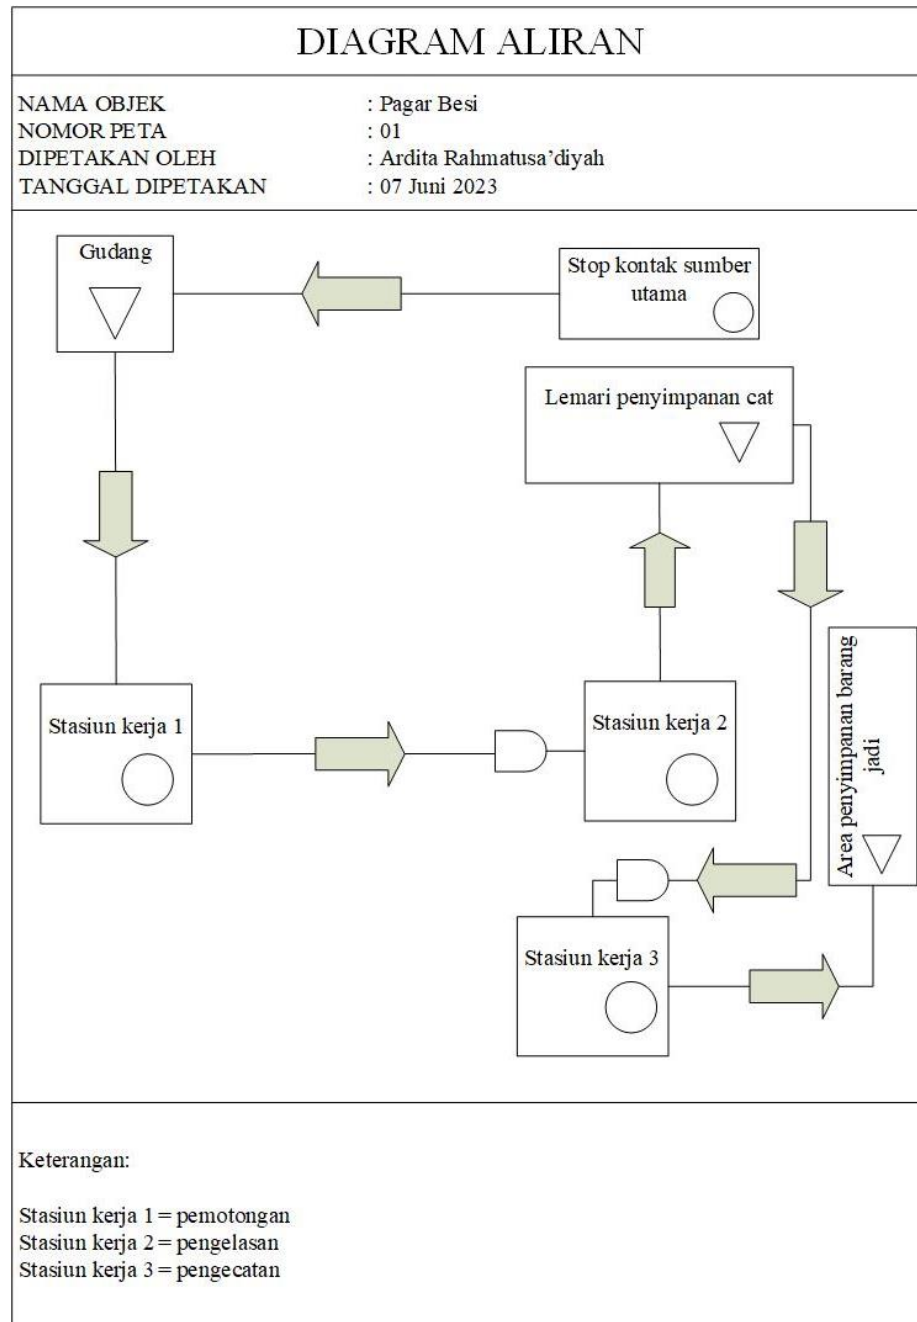 DIAGRAM ALIRAN
NAMA OBJEK : Pagar Besi
NOMOR PETA : 01
DIPETAKAN OLEH : Ardita Rahmatusa’diyah
TANGGAL DIPETAKAN : 07 Juni 2023
Gudang
Stop kontak sumber
utama
Lemari penyimpanan cat
Stasiun kerja 1
Stasiun kerja 2
Area penyimpanan barang
jadi
Stasiun kerja 3
Keterangan:
Stasiun kerja 1 = pemotongan
Stasiun kerja 2 = pengelasan
Stasiun kerja 3 = pengecatan